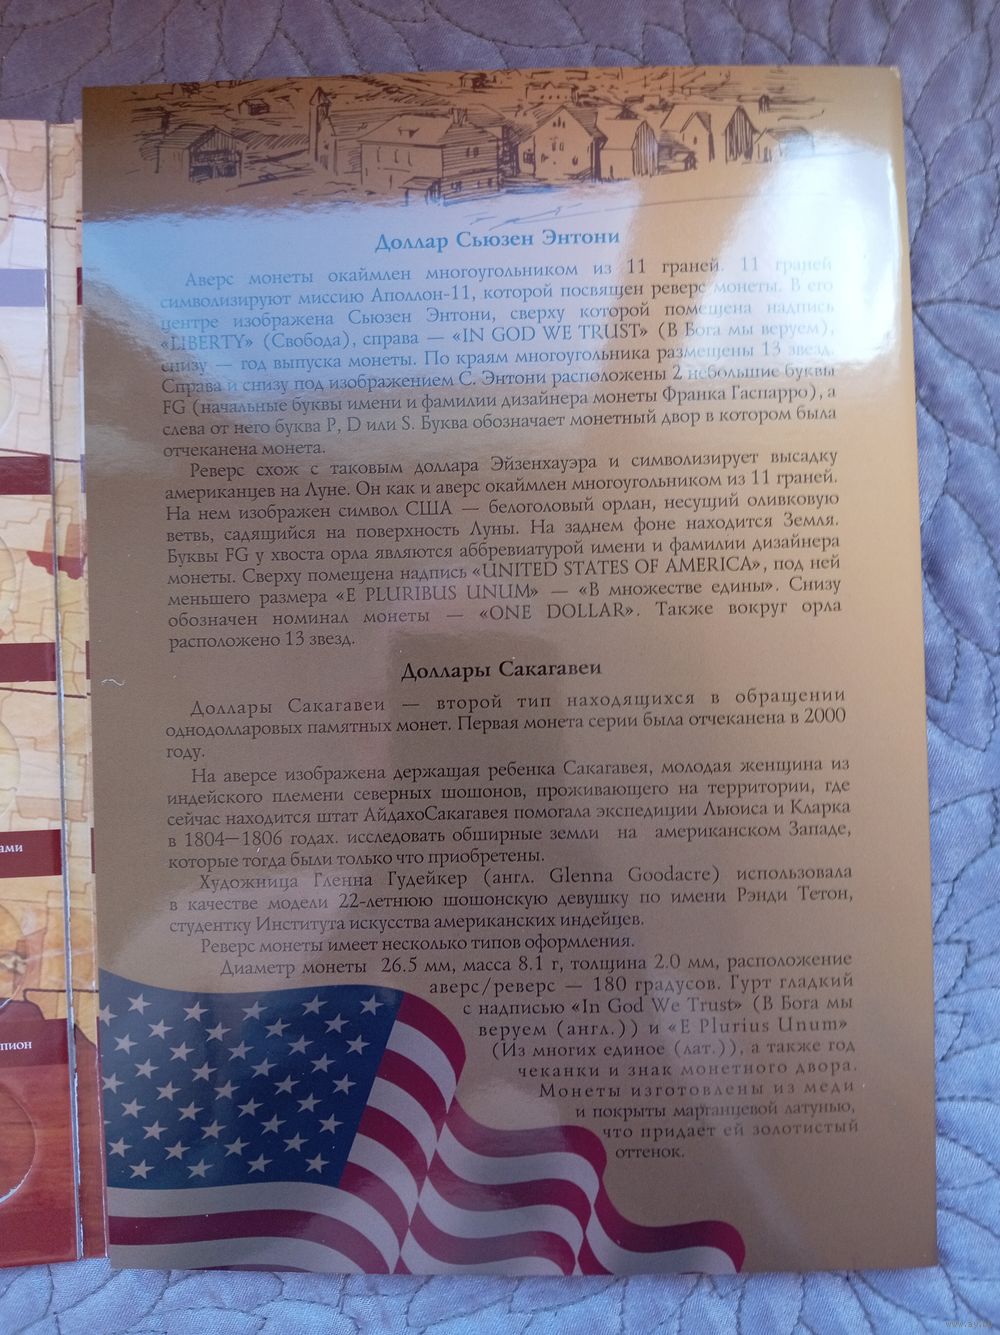 Доллар Сьюзен Энтони
Аверс монеты окаймлен многоугольником из 11 граней. 11 граней
символизируют миссию Аполлон-11, которой посвящен реверс монеты. В его
центре изображена Сьюзен Энтони, сверху которой помещена надпись
«LIBERTY» (Свобода), справа — «IN GOD WE TRUST» (В Бога мы веруем),
снизу — год выпуска монеты. По краям многоугольника размещены 13 звезд.
Справа и снизу под изображением С. Энтони расположены 2 небольшие буквы
FG (начальные буквы имени и фамилии дизайнера монеты Франка Гаспарро), а
слева от него буква P, D или S. Буква обозначает монетный двор в котором была
отчеканена монета.
Реверс схож с таковым доллара Эйзенхауэра и символизирует высадку
американцев на Луне. Он как и аверс окаймлен многоугольником из 11 граней.
На нем изображен символ США — белоголовый орлан, несущий оливковую
ветвь, садящийся на поверхность Луны. На заднем фоне находится Земля.
Буквы FG у хвоста орла являются аббревиатурой имени и фамилии дизайнера
монеты. Сверху помещена надпись «UNITED STATES OF AMERICA», под ней
меньшего размера «E PLURIBUS UNUM» — «В множестве едины». Снизу
обозначен номинал монеты — «ONE DOLLAR». Также вокруг орла
расположено 13 звезд.
Доллары Сакагавеи
Доллары Сакагавеи — второй тип находящихся в обращении
однодолларовых памятных монет. Первая монета серии была отчеканена в 2000
году.
На аверсе изображена держащая ребенка Сакагавея, молодая женщина из
индейского племени северных шошонов, проживающего на территории, где
сейчас находится штат АйдахоСакагавея помогала экспедиции Льюиса и Кларка
в 1804—1806 годах. исследовать обширные земли на американском Западе,
которые тогда были только что приобретены.
Художница Гленна Гудейкер (англ. Glenna Goodacre) использовала
в качестве модели 22-летнюю шошонскую девушку по имени Рэнди Тетон,
студентку Института искусства американских индейцев.
Реверс монеты имеет несколько типов оформления.
Диаметр монеты 26.5 мм, масса 8.1 г, толщина 2.0 мм, расположение
аверс/реверс — 180 градусов. Гурт гладкий
с надписью «In God We Trust» (В Бога мы
веруем (англ.)) и «E Plurius Unum»
(Из многих единое (лат.)), а также год
чеканки и знак монетного двора.
Монеты изготовлены из меди
и покрыты марганцевой латунью,
что придает ей золотистый
оттенок.
ами
пион